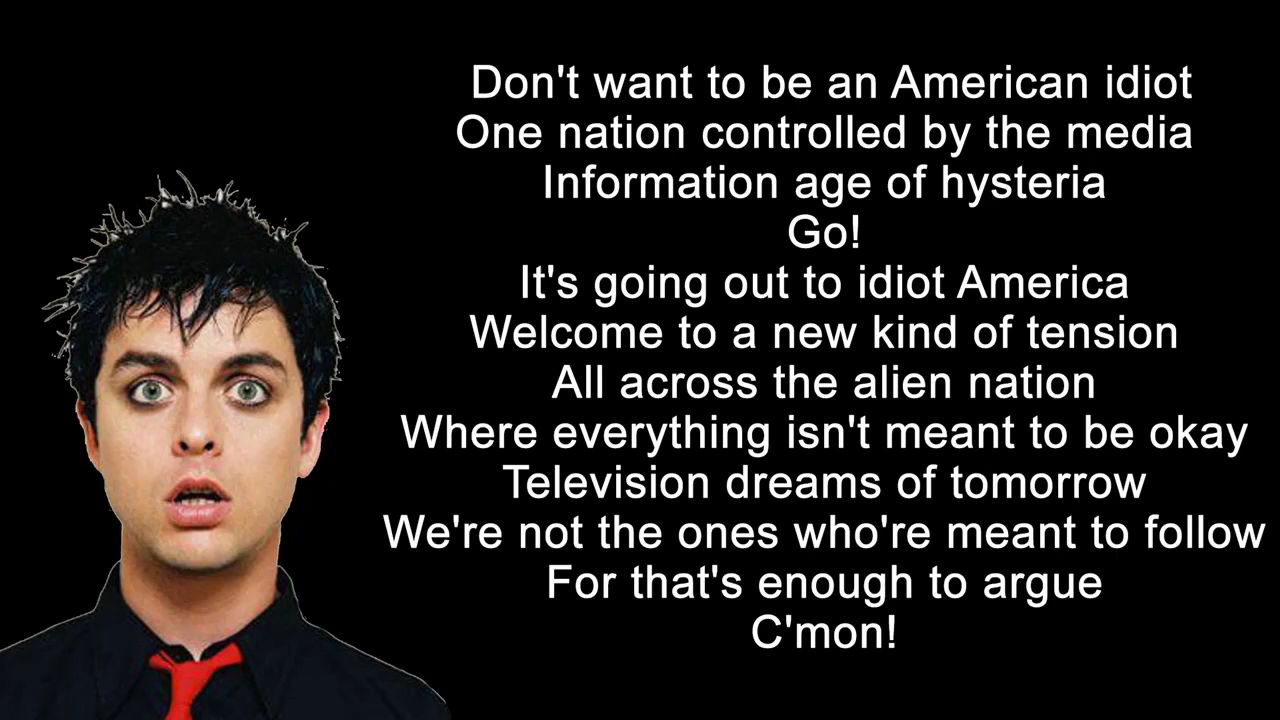 Don't want to be an American idiot
One nation controlled by the media
Information age of hysteria
Go!
It's going out to idiot America
Welcome to a new kind of tension
All across the alien nation
Where everything isn't meant to be okay
Television dreams of tomorrow
We're not the ones who're meant to follow
For that's enough to argue
C'mon!